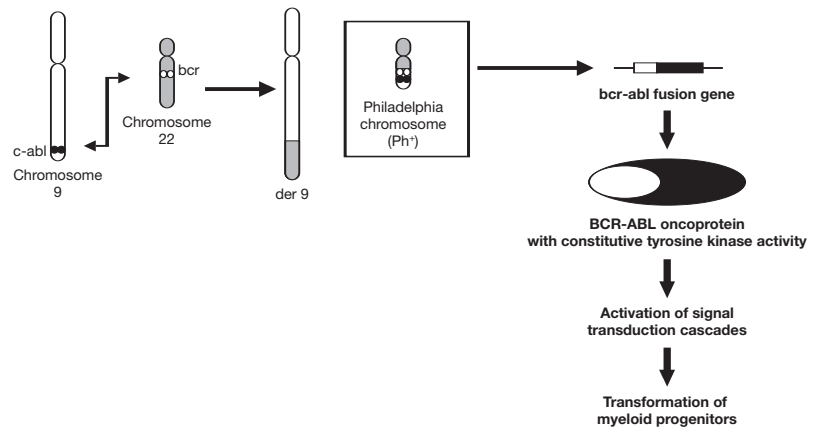 bcr
Chromosome
22
c-abl
Chromosome
9
der 9
Philadelphia
chromosome
(Ph⁺)
bcr-abl fusion gene
BCR-ABL oncoprotein
with constitutive tyrosine kinase activity
Activation of signal
transduction cascades
Transformation of
myeloid progenitors